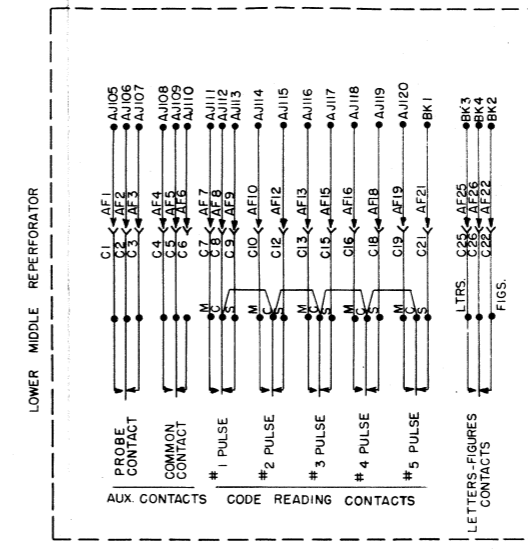 LOWER MIDDLE REPERFORATOR
AJ105
AJ106
AJ107
AJ108
AJ109
AJ110
AJ111
AJ112
AJ113
AJ114
AJ115
AJ116
AJ117
AJ118
AJ119
AJ120
BK1
BK3
BK4
BK2
AF1
AF2
AF3
AF4
AF5
AF6
AF7
AF8
AF9
AF10
AF12
AF13
AF15
AF16
AF18
AF19
AF21
AF25
AF26
AF22
C1
C2
C3
C4
C5
C6
C7
C8
C9
C10
C12
C13
C15
C16
C18
C19
C21
C25
C26
C22
M
C
S
M
C
S
M
C
S
M
C
S
M
C
S
LTRS.
FIGS.
PROBE
CONTACT
COMMON
CONTACT
# 1 PULSE
#2 PULSE
#3 PULSE
#4 PULSE
#5 PULSE
LETTERS-FIGURES
CONTACTS
AUX. CONTACTS
CODE READING CONTACTS